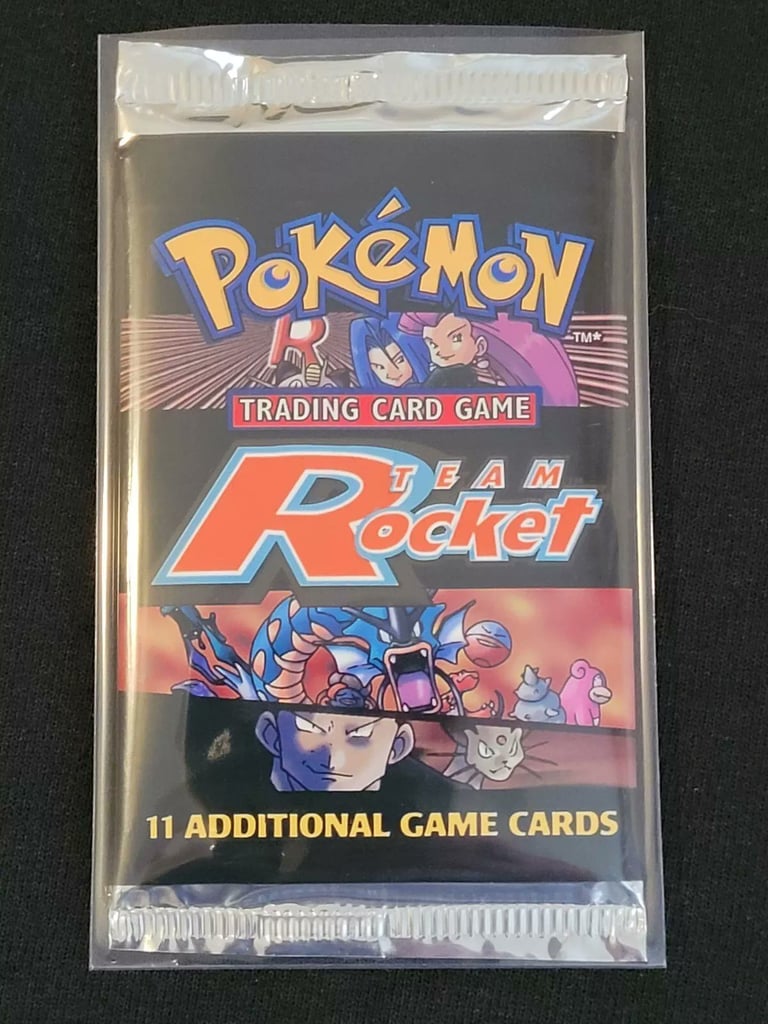 POKéMON
R
TM*
TRADING CARD GAME
TEAM
Rocket
11 ADDITIONAL GAME CARDS